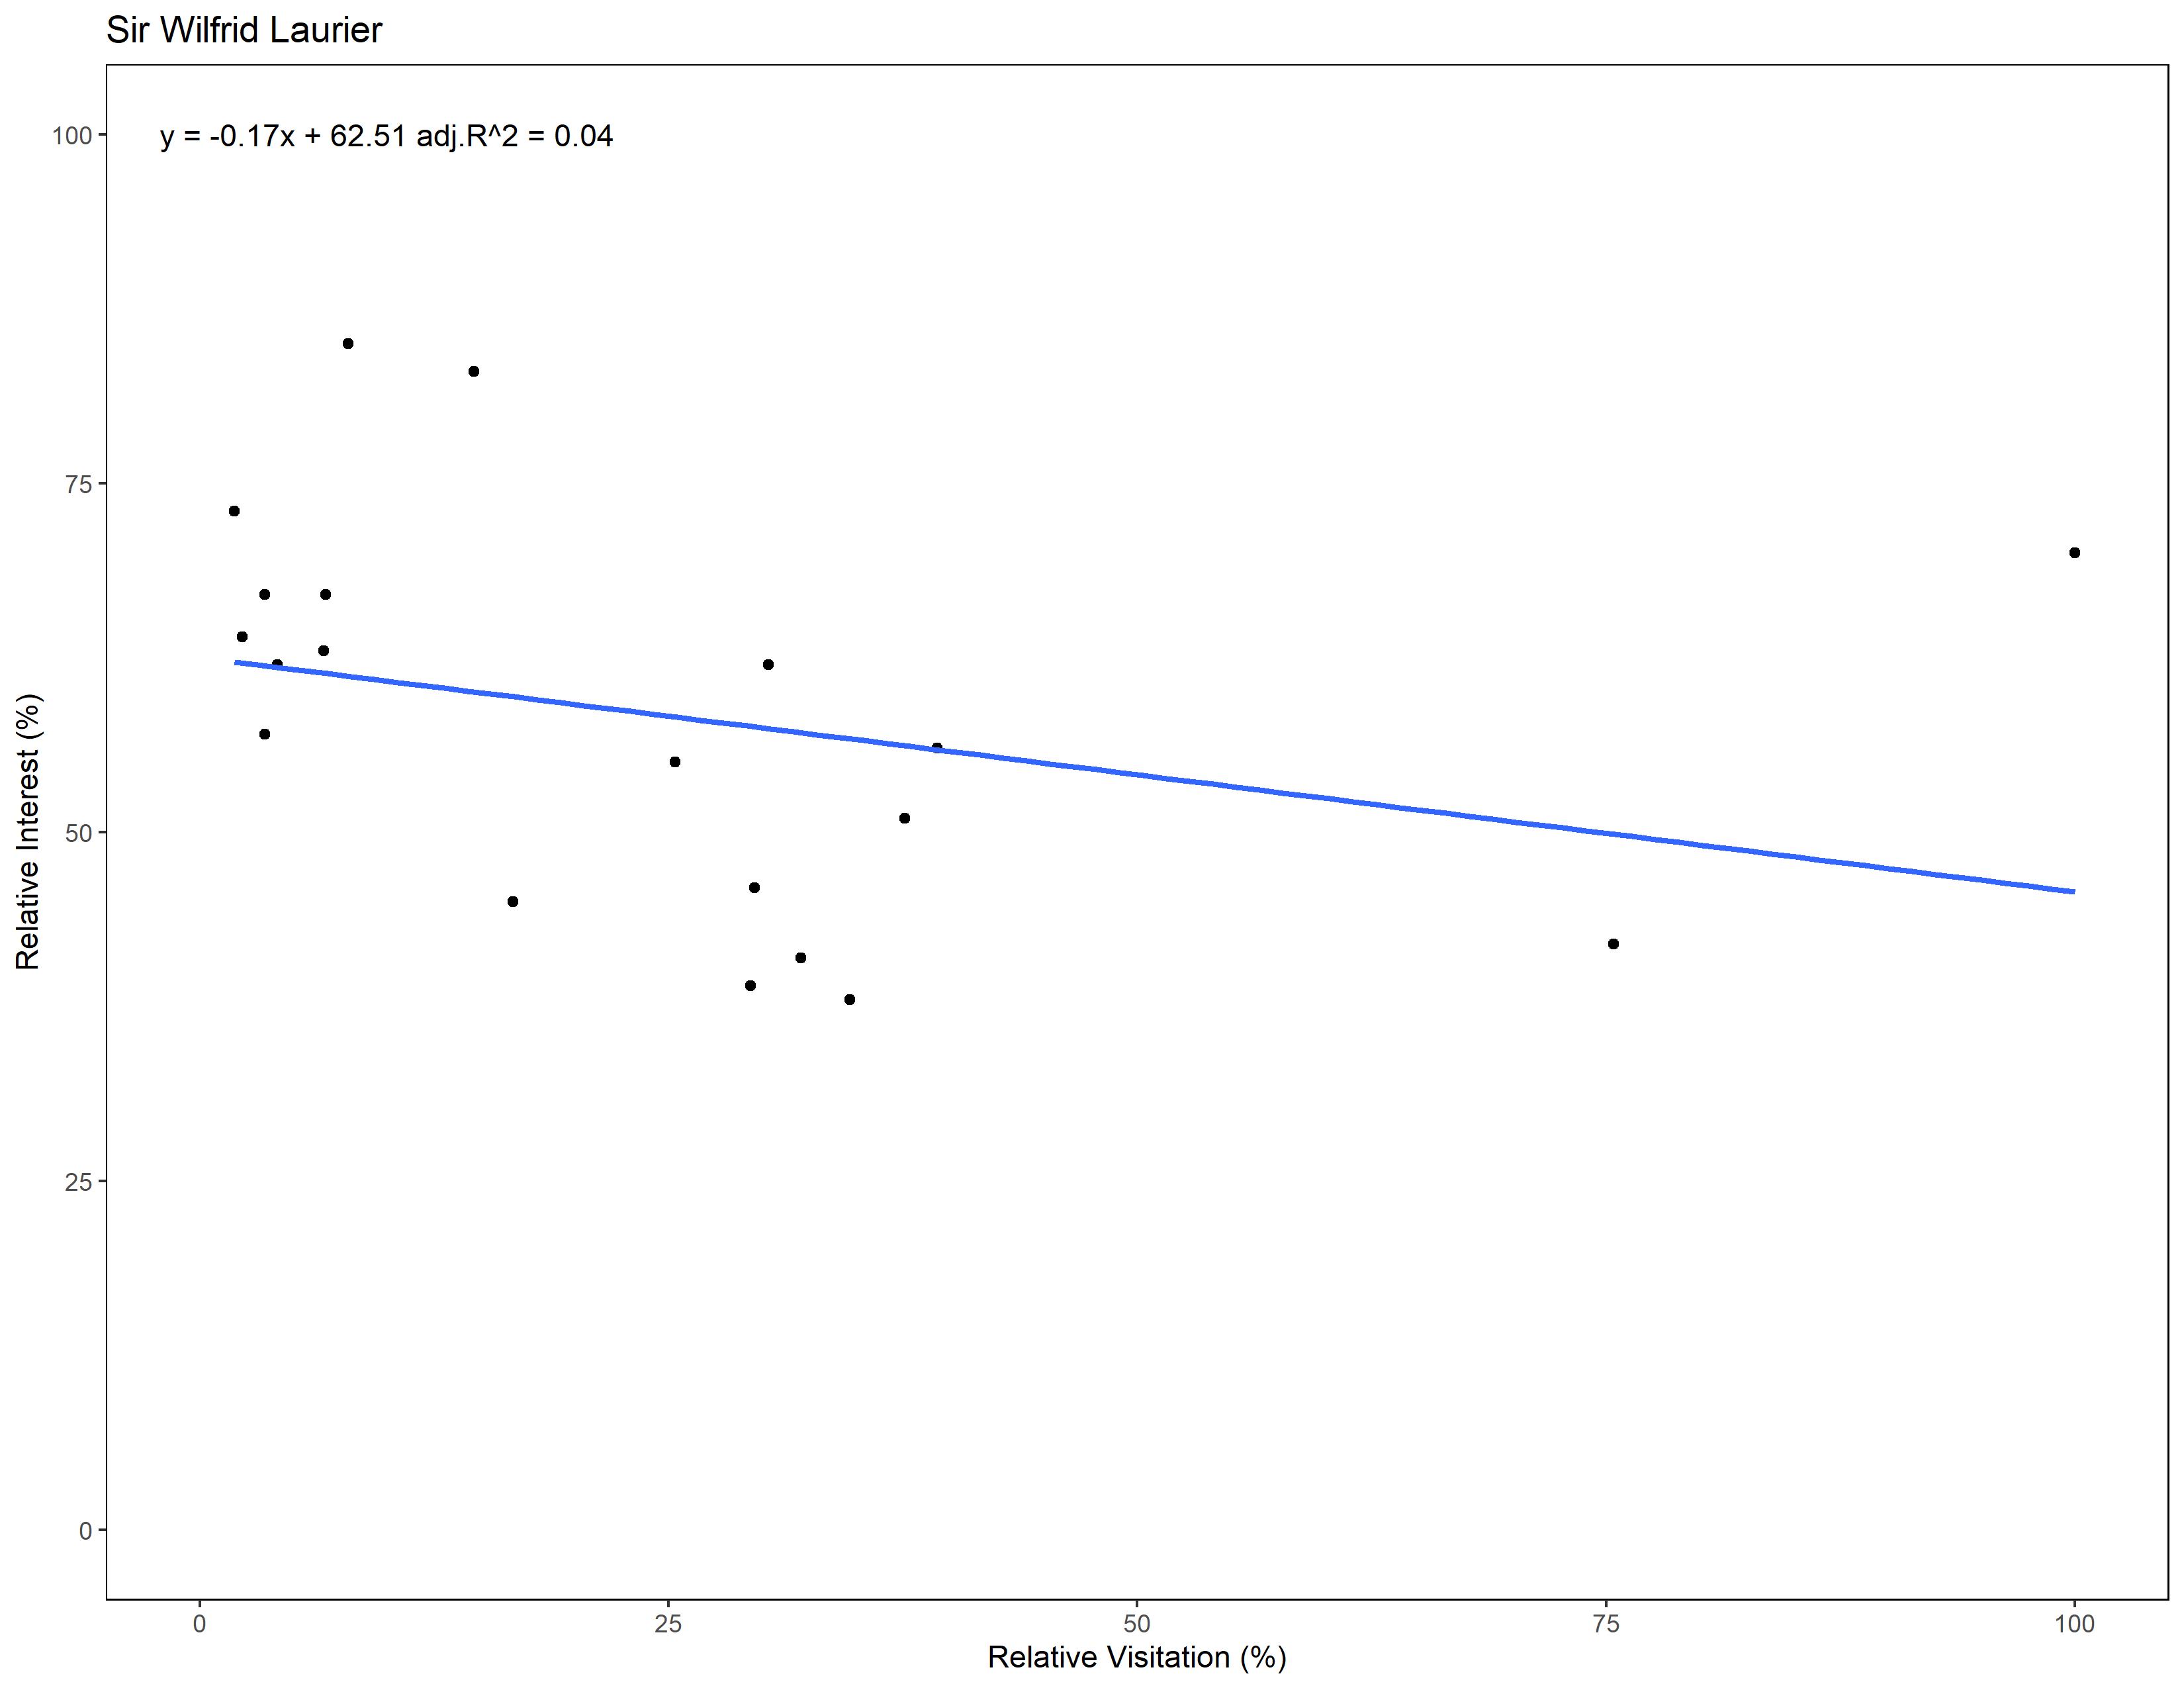 Sir Wilfrid Laurier
y = -0.17x + 62.51 adj.R^2 = 0.04
100
75
50
25
0
Relative Interest (%)
0 25 50 75 100
Relative Visitation (%)